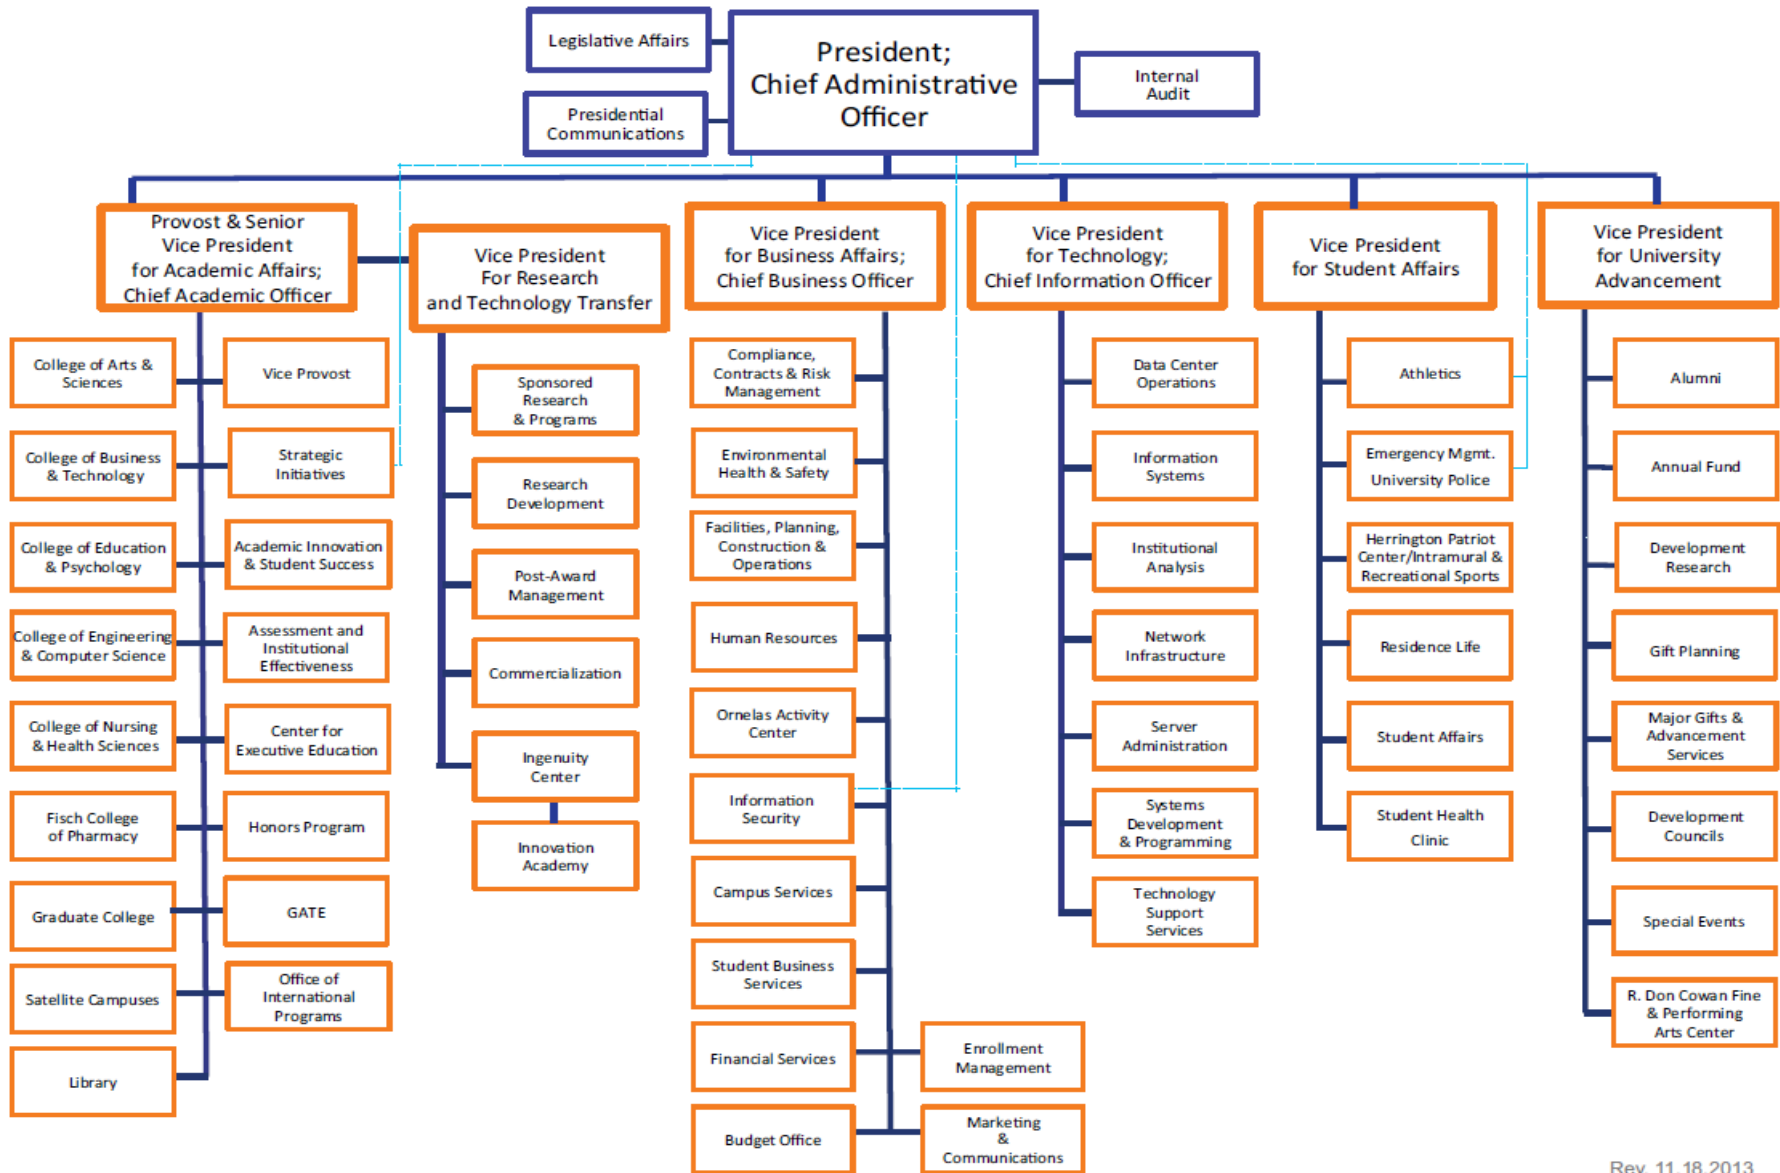 Legislative Affairs
President;
Chief Administrative
Officer
Internal
Audit
Presidential
Communications
Provost & Senior
Vice President
for Academic Affairs;
Chief Academic Officer
Vice President
For Research
and Technology Transfer
Vice President
for Business Affairs;
Chief Business Officer
Vice President
for Technology;
Chief Information Officer
Vice President
for Student Affairs
Vice President
for University
Advancement
College of Arts &
Sciences
Vice Provost
College of Business
& Technology
Strategic
Initiatives
College of Education
& Psychology
Academic Innovation
& Student Success
College of Engineering
& Computer Science
Assessment and
Institutional
Effectiveness
College of Nursing
& Health Sciences
Center for
Executive Education
Fisch College
of Pharmacy
Honors Program
Graduate College
GATE
Satellite Campuses
Office of
International
Programs
Library
Sponsored
Research
& Programs
Research
Development
Post-Award
Management
Commercialization
Ingenuity
Center
Innovation
Academy
Compliance,
Contracts & Risk
Management
Environmental
Health & Safety
Facilities, Planning,
Construction &
Operations
Human Resources
Ornelas Activity
Center
Information
Security
Campus Services
Student Business
Services
Financial Services
Enrollment
Management
Budget Office
Marketing
&
Communications
Data Center
Operations
Information
Systems
Institutional
Analysis
Network
Infrastructure
Server
Administration
Systems
Development
& Programming
Technology
Support
Services
Athletics
Emergency Mgmt.
University Police
Herrington Patriot
Center/Intramural &
Recreational Sports
Residence Life
Student Affairs
Student Health
Clinic
Alumni
Annual Fund
Development
Research
Gift Planning
Major Gifts &
Advancement
Services
Development
Councils
Special Events
R. Don Cowan Fine
& Performing
Arts Center
Rev. 11.18.2013